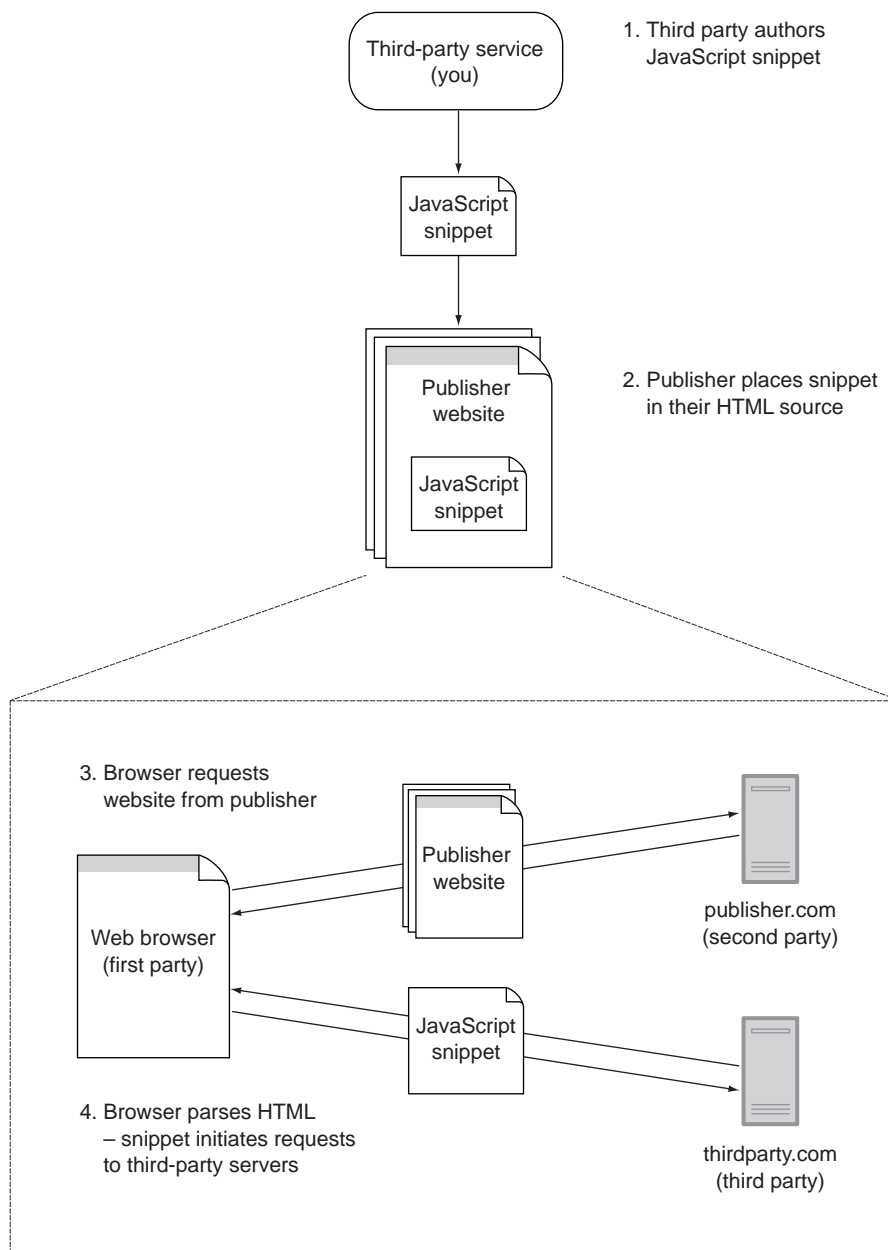 Third-party service
(you)
1. Third party authors
JavaScript snippet
JavaScript
snippet
Publisher
website
2. Publisher places snippet
in their HTML source
JavaScript
snippet
3. Browser requests
website from publisher
Publisher
website
publisher.com
(second party)
Web browser
(first party)
JavaScript
snippet
4. Browser parses HTML
– snippet initiates requests
to third-party servers
thirdparty.com
(third party)